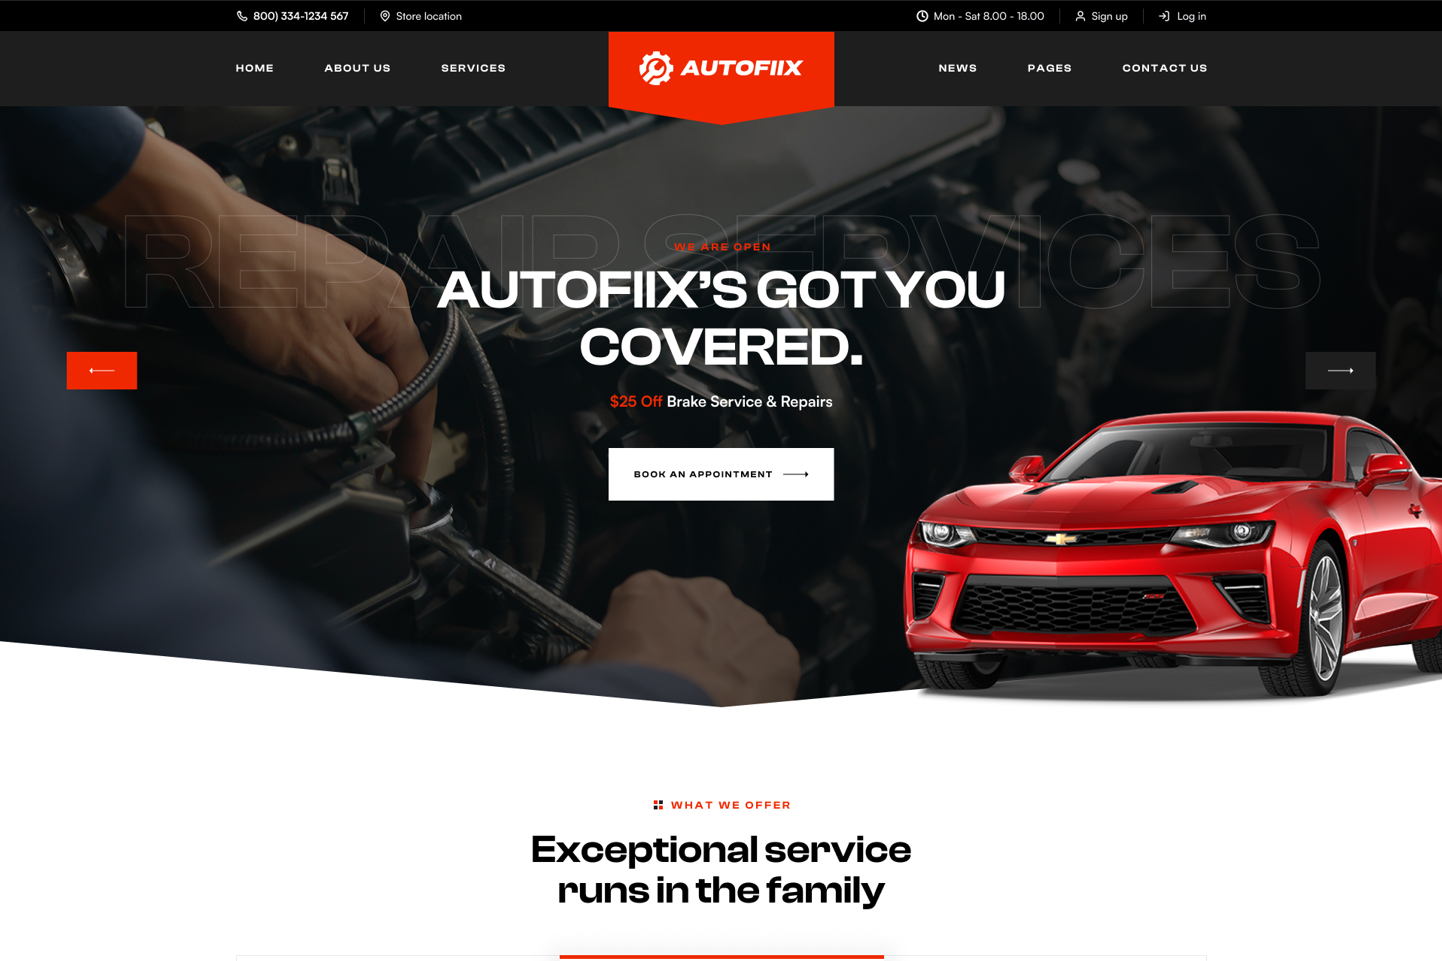 800) 334-1234 567
Store location
Mon - Sat 8.00 - 18.00
Sign up
Log in
HOME
ABOUT US
SERVICES
AUTOFIIX
NEWS
PAGES
CONTACT US
REPAIR SERVICES
WE ARE OPEN
AUTOFIIX’S GOT YOU
COVERED.
$25 Off Brake Service & Repairs
BOOK AN APPOINTMENT
WHAT WE OFFER
Exceptional service
runs in the family